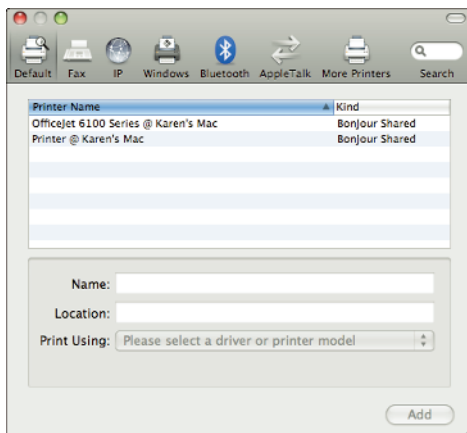 Default Fax IP Windows Bluetooth AppleTalk More Printers Search
Printer Name Kind
OfficeJet 6100 Series @ Karen's Mac Bonjour Shared
Printer @ Karen's Mac Bonjour Shared
Name:
Location:
Print Using: Please select a driver or printer model
Add